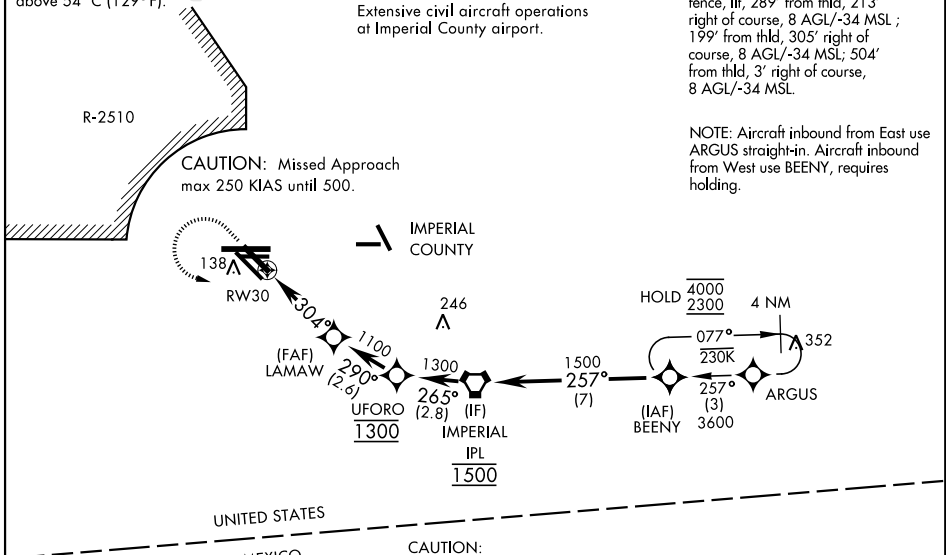 above 54°C (129°F).
Extensive civil aircraft operations
at Imperial County airport.
fence, llf, 289' from thld, 213'
right of course, 8 AGL/-34 MSL ;
199' from thld, 305' right of
course, 8 AGL/-34 MSL; 504'
from thld, 3' right of course,
8 AGL/-34 MSL.
NOTE: Aircraft inbound from East use
ARGUS straight-in. Aircraft inbound
from West use BEENY, requires
holding.
R-2510
CAUTION: Missed Approach
max 250 KIAS until 500.
IMPERIAL
COUNTY
138
RW30
304°
(FAF)
LAMAW
1100
290°
(2.6)
UFORO
1300
246
1300
265°
(2.8)
(IF)
IMPERIAL
IPL
1500
1500
257°
(7)
HOLD 4000
2300
4 NM
077°
230K
352
(IAF)
BEENY
257°
(3)
3600
ARGUS
UNITED STATES
MEXICO
CAUTION: